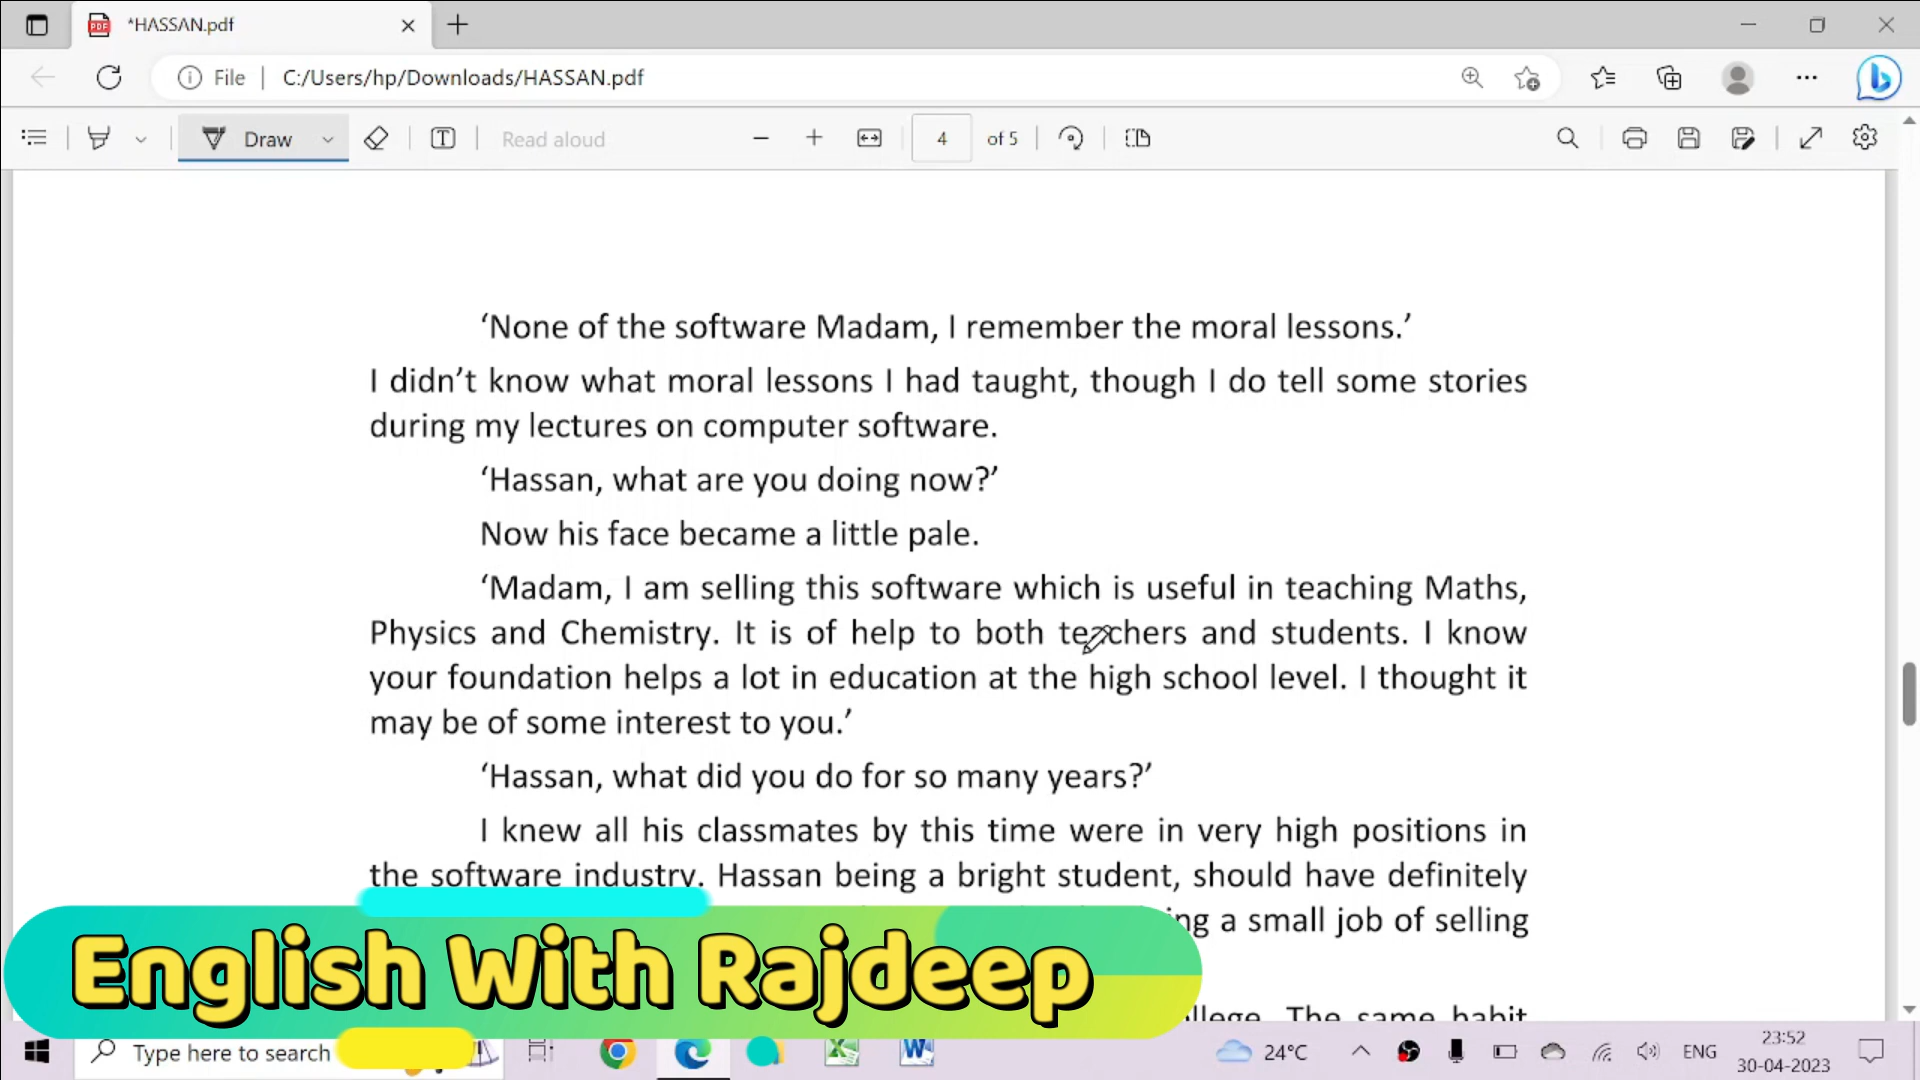 *HASSAN.pdf
File
C:/Users/hp/Downloads/HASSAN.pdf
Draw
Read aloud
4 of 5
‘None of the software Madam, I remember the moral lessons.’
I didn’t know what moral lessons I had taught, though I do tell some stories
during my lectures on computer software.
‘Hassan, what are you doing now?’
Now his face became a little pale.
‘Madam, I am selling this software which is useful in teaching Maths,
Physics and Chemistry. It is of help to both teachers and students. I know
your foundation helps a lot in education at the high school level. I thought it
may be of some interest to you.’
‘Hassan, what did you do for so many years?’
I knew all his classmates by this time were in very high positions in
the software industry. Hassan being a bright student, should have definitely
a small job of selling
The same habit
English With Rajdeep
Type here to search
24°C
ENG
23:52
30-04-2023